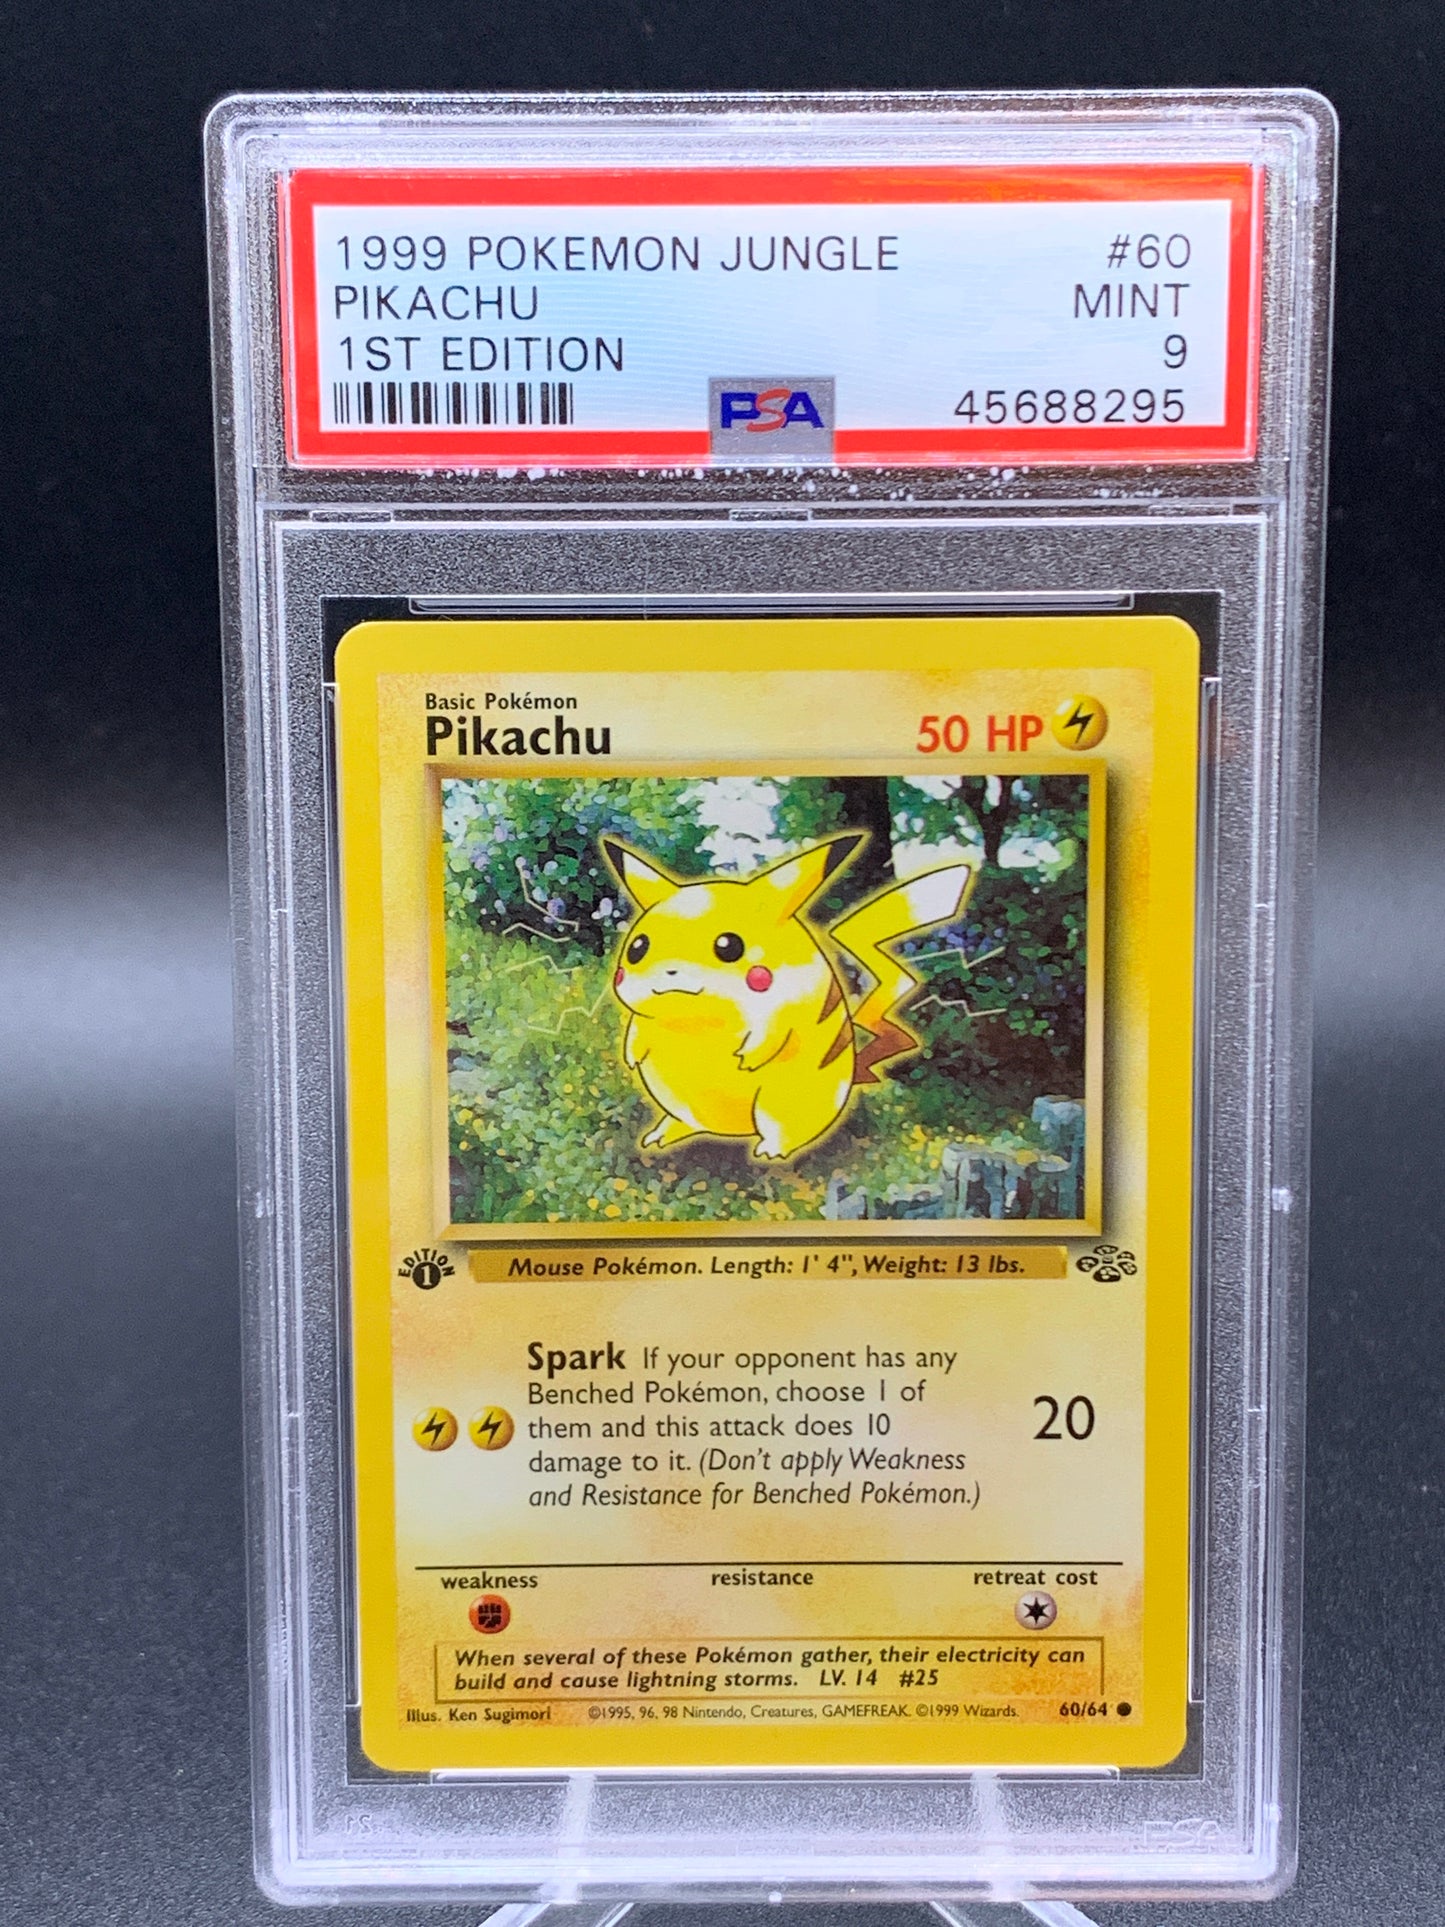 1999 POKEMON JUNGLE #60
PIKACHU MINT
1ST EDITION 9
PSA 45688295
Basic Pokémon
Pikachu 50 HP
EDITION 1
Mouse Pokémon. Length: 1' 4", Weight: 13 lbs.
Spark If your opponent has any
Benched Pokémon, choose 1 of
them and this attack does 10 20
damage to it. (Don't apply Weakness
and Resistance for Benched Pokémon.)
weakness resistance retreat cost
When several of these Pokémon gather, their electricity can
build and cause lightning storms. LV. 14 #25
Illus. Ken Sugimori ©1995, 96, 98 Nintendo, Creatures, GAMEFREAK. ©1999 Wizards. 60/64
PSA